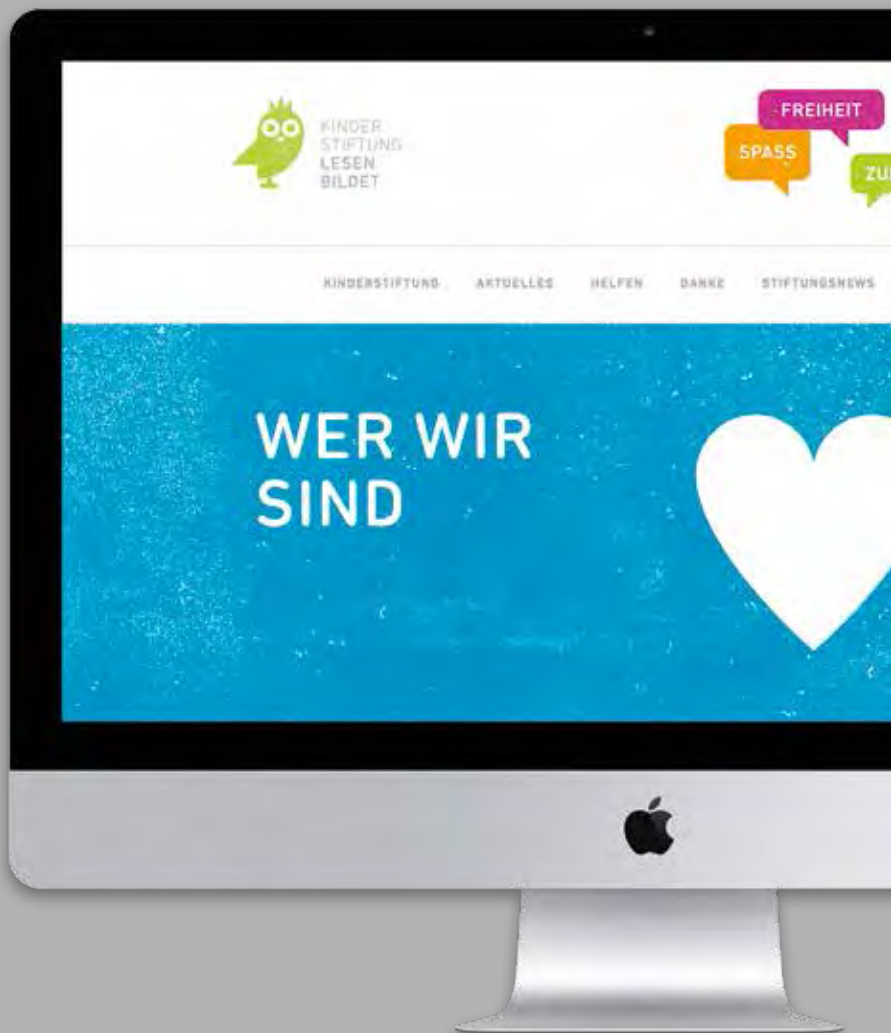 KINDER
STIFTUNG
LESEN
BILDET
FREIHEIT
SPASS
KINDERSTIFTUNG AKTUELLES HELFEN DANKE STIFTUNGSNEWS
WER WIR
SIND